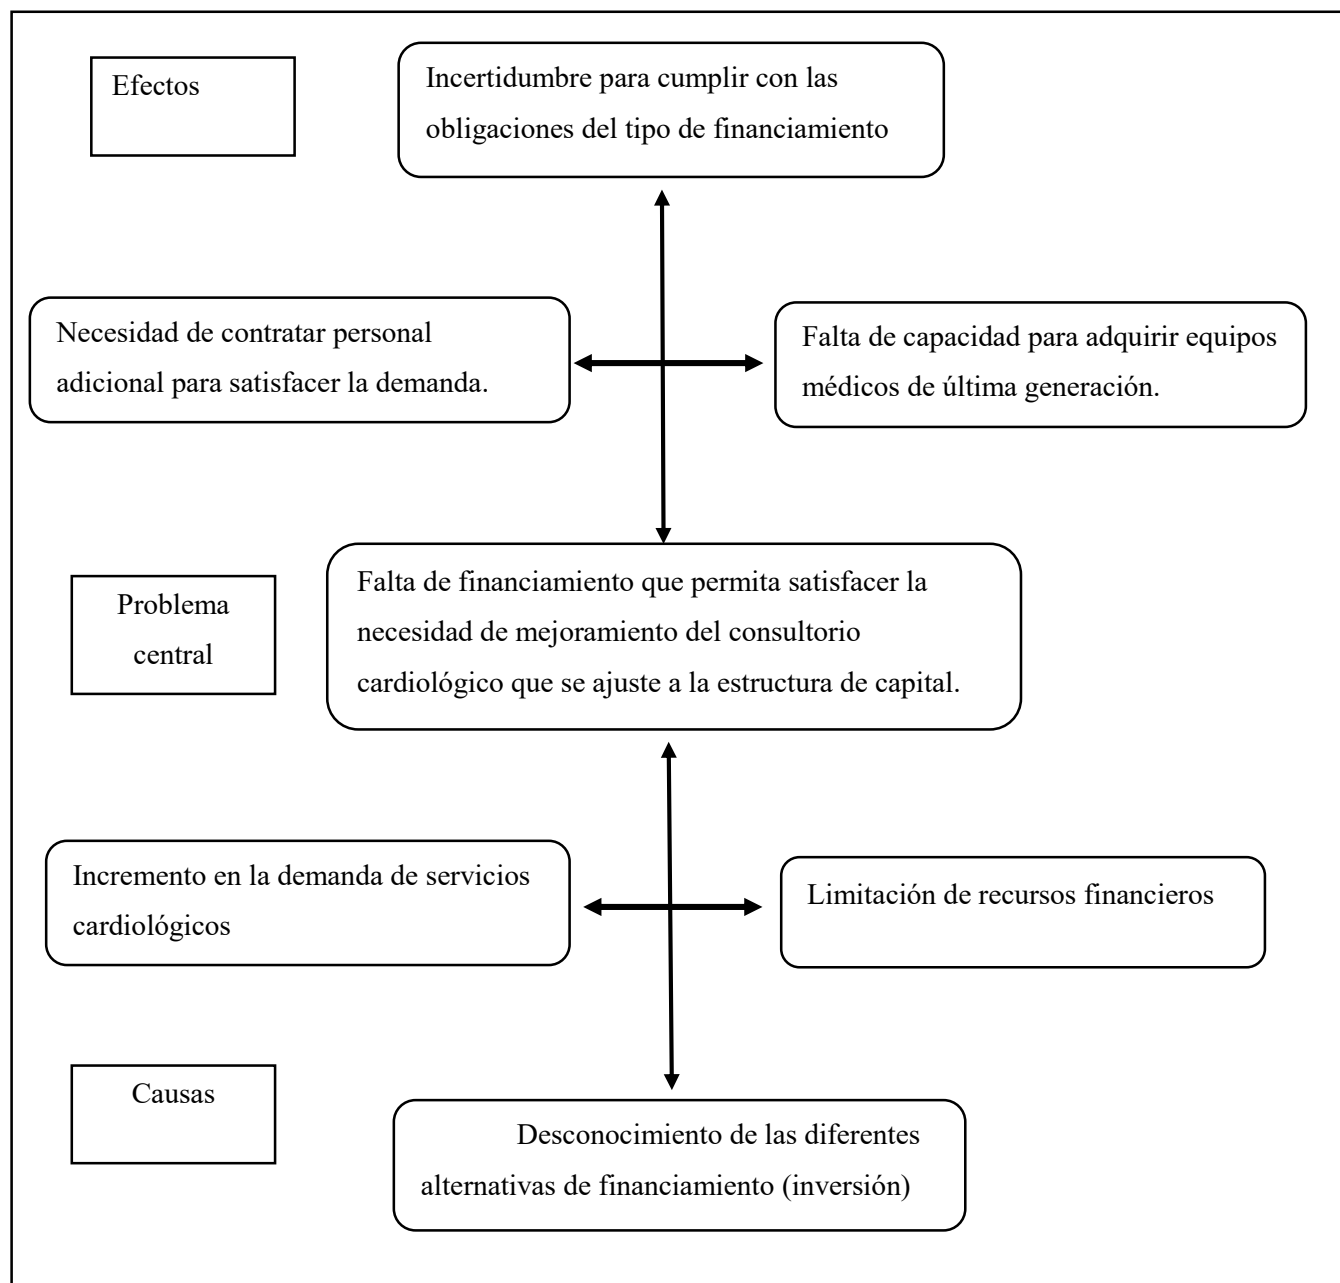 Efectos
Incertidumbre para cumplir con las
obligaciones del tipo de financiamiento
Necesidad de contratar personal
adicional para satisfacer la demanda.
Falta de capacidad para adquirir equipos
médicos de última generación.
Problema
central
Falta de financiamiento que permita satisfacer la
necesidad de mejoramiento del consultorio
cardiológico que se ajuste a la estructura de capital.
Incremento en la demanda de servicios
cardiológicos
Limitación de recursos financieros
Causas
Desconocimiento de las diferentes
alternativas de financiamiento (inversión)